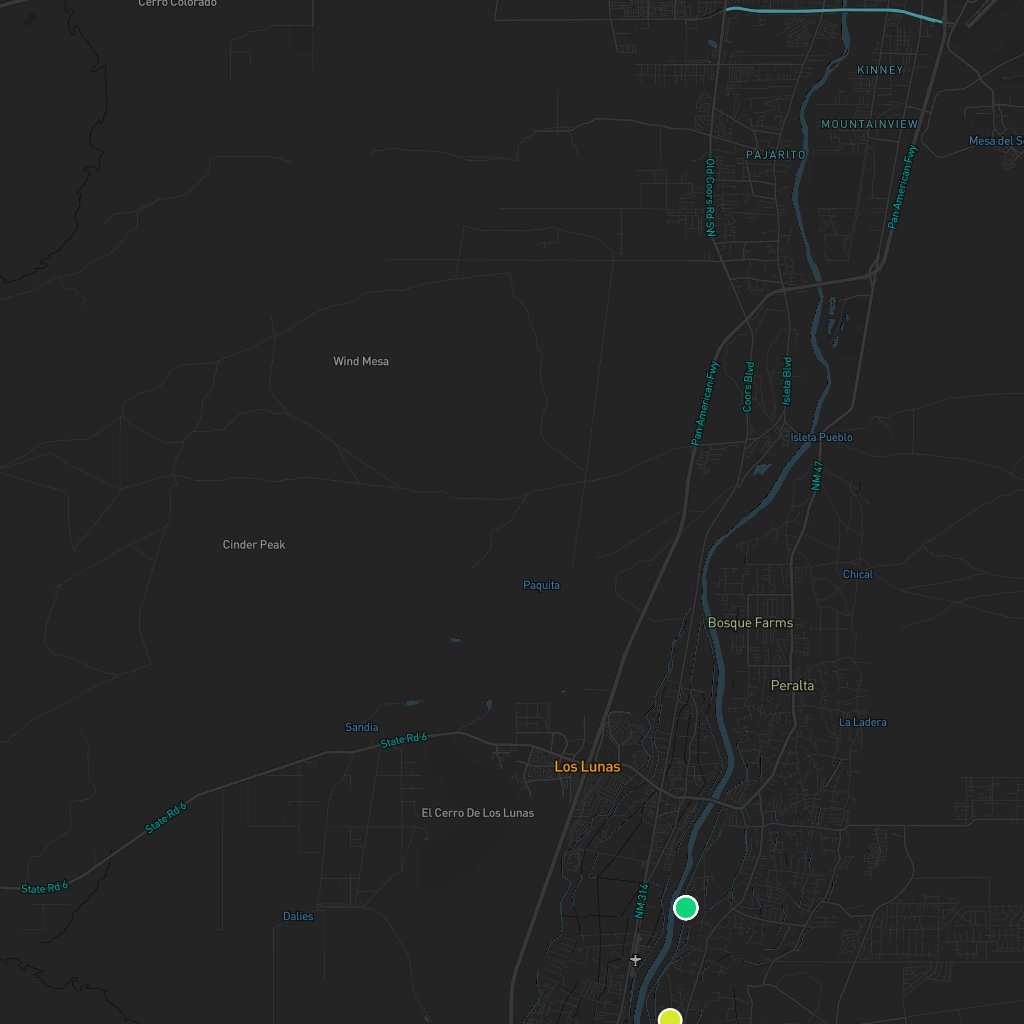 Cerro Colorado
KINNEY
MOUNTAINVIEW
Mesa del S
PAJARITO
Old Coors Rd SW
Pan American Fwy
Wind Mesa
Pan American Fwy
Coors Blvd
Isleta Blvd
Isleta Pueblo
NM 47
Cinder Peak
Paquita
Chical
Bosque Farms
Peralta
Sandia
State Rd 6
La Ladera
Los Lunas
State Rd 6
El Cerro De Los Lunas
State Rd 6
NM 314
Dalies